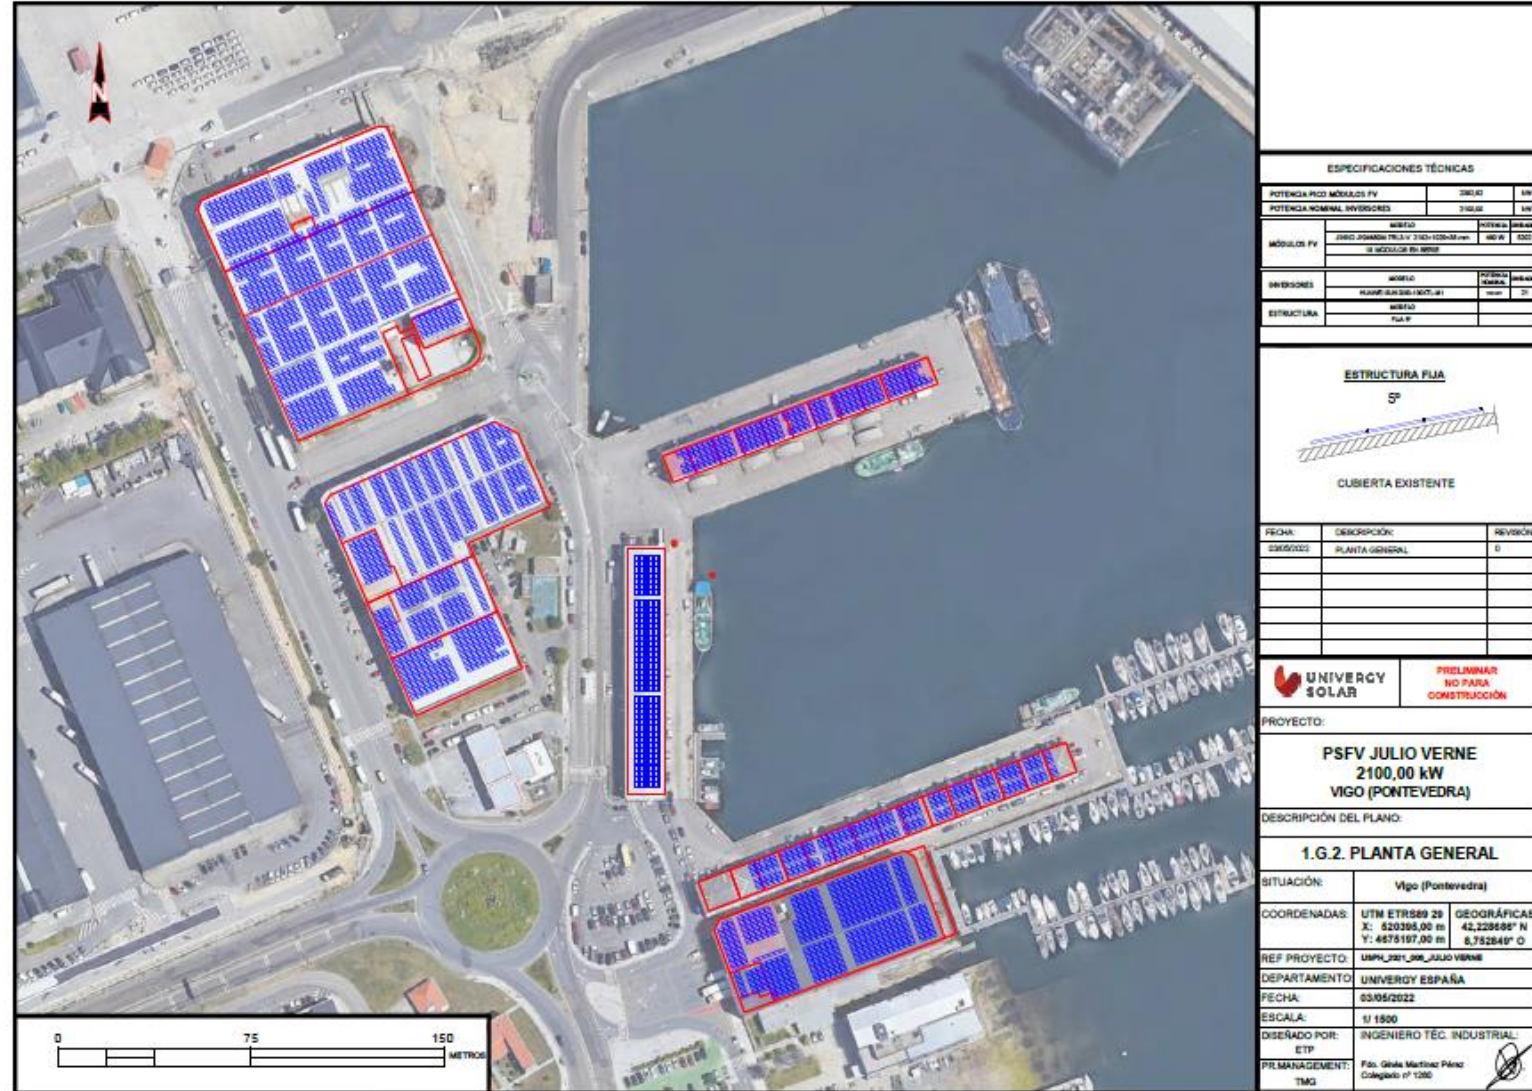 N
ESPECIFICACIONES TÉCNICAS
POTENCIA PICO MÓDULOS FV
POTENCIA NOMINAL INVERSORES
MÓDULOS FV
MODELO
INVERSORES
MODELO
ESTRUCTURA
MODELO
ESTRUCTURA FIJA
5º
CUBIERTA EXISTENTE
FECHA: DESCRIPCIÓN: REVISIÓN
PLANTA GENERAL 0
UNIVERGY
SOLAR
PRELIMINAR
NO PARA
CONSTRUCCIÓN
PROYECTO:
PSFV JULIO VERNE
2100,00 kW
VIGO (PONTEVEDRA)
DESCRIPCIÓN DEL PLANO:
1.G.2. PLANTA GENERAL
SITUACIÓN: Vigo (Pontevedra)
COORDENADAS: UTM ETRS89 29 GEOGRÁFICAS
X: 520395,00 m 42,228686º N
Y: 4675197,00 m 8,752849º O
REF PROYECTO:
DEPARTAMENTO: UNIVERGY ESPAÑA
FECHA: 03/05/2022
ESCALA: 1/ 1500
DISEÑADO POR: INGENIERO TÉC. INDUSTRIAL:
ETP
PR.MANAGEMENT: Martínez Pérez
TMG Colegiado nº
0 75 150
METROS